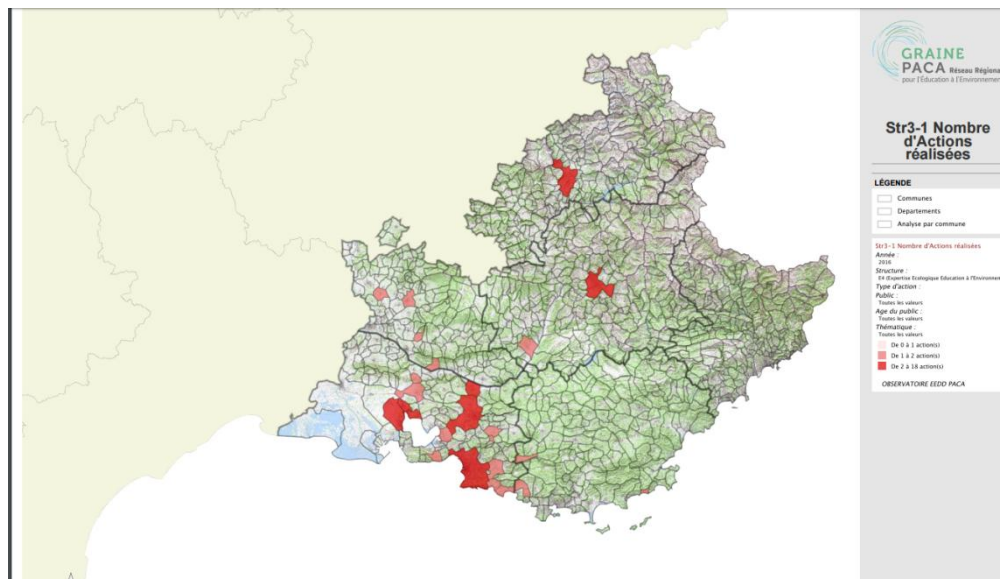 GRAINE
PACA Réseau Régional
pour l'Éducation à l'Environnement
Str3-1 Nombre
d'Actions
réalisées
LÉGENDE
Communes
Departements
Analyse par commune
Str3-1 Nombre d'Actions réalisées
Année :
2016
Structure :
E4 (Expertise Ecologique Education à l'Environnem
Type d'action :
Public :
Toutes les valeurs
Age du public :
Toutes les valeurs
Thématique :
Toutes les valeurs
De 0 à 1 action(s)
De 1 à 2 action(s)
De 2 à 18 action(s)
OBSERVATOIRE EEDD PACA